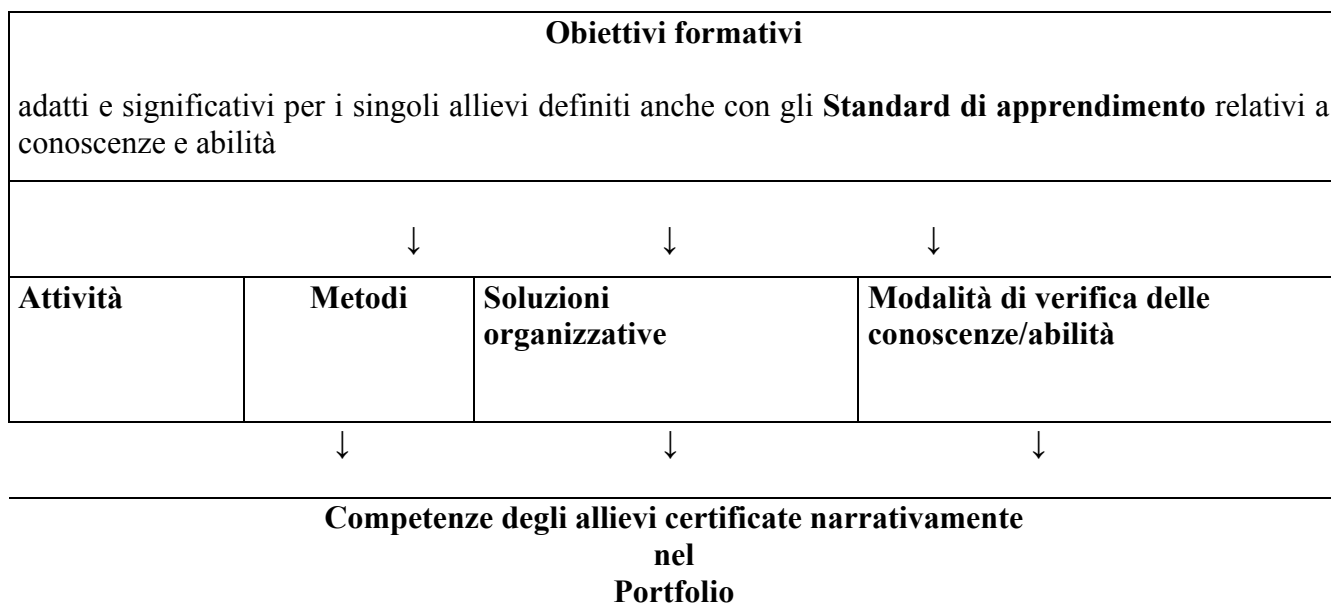 Obiettivi formativi
adatti e significativi per i singoli allievi definiti anche con gli Standard di apprendimento relativi a
conoscenze e abilità
↓ ↓ ↓
Attività Metodi Soluzioni organizzative Modalità di verifica delle conoscenze/abilità
↓ ↓ ↓
Competenze degli allievi certificate narrativamente
nel
Portfolio